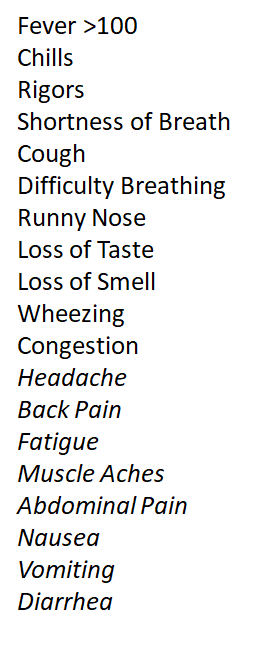 Fever >100
Chills
Rigors
Shortness of Breath
Cough
Difficulty Breathing
Runny Nose
Loss of Taste
Loss of Smell
Wheezing
Congestion
Headache
Back Pain
Fatigue
Muscle Aches
Abdominal Pain
Nausea
Vomiting
Diarrhea